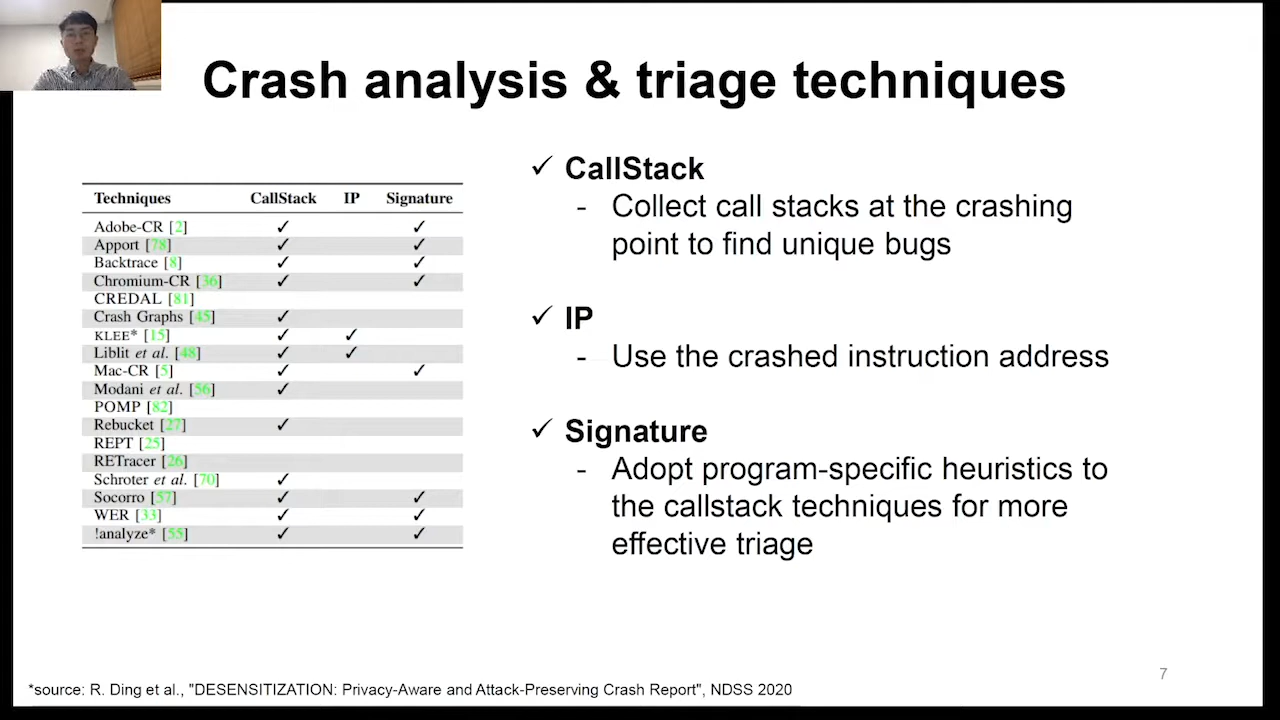 Crash analysis & triage techniques
Techniques CallStack IP Signature
Adobe-CR [2] ✓ ✓
Apport [78] ✓ ✓
Backtrace [8] ✓ ✓
Chromium-CR [36] ✓ ✓
CREDAL [81]
Crash Graphs [45] ✓
KLEE* [15] ✓ ✓
Liblit et al. [48] ✓ ✓
Mac-CR [5] ✓ ✓
Modani et al. [56] ✓
POMP [82]
Rebucket [27] ✓
REPT [25]
RETracer [26]
Schroter et al. [70] ✓
Socorro [57] ✓ ✓
WER [33] ✓ ✓
!analyze* [55] ✓ ✓
✓ CallStack
- Collect call stacks at the crashing
point to find unique bugs
✓ IP
- Use the crashed instruction address
✓ Signature
- Adopt program-specific heuristics to
the callstack techniques for more
effective triage
7
*source: R. Ding et al., "DESENSITIZATION: Privacy-Aware and Attack-Preserving Crash Report", NDSS 2020